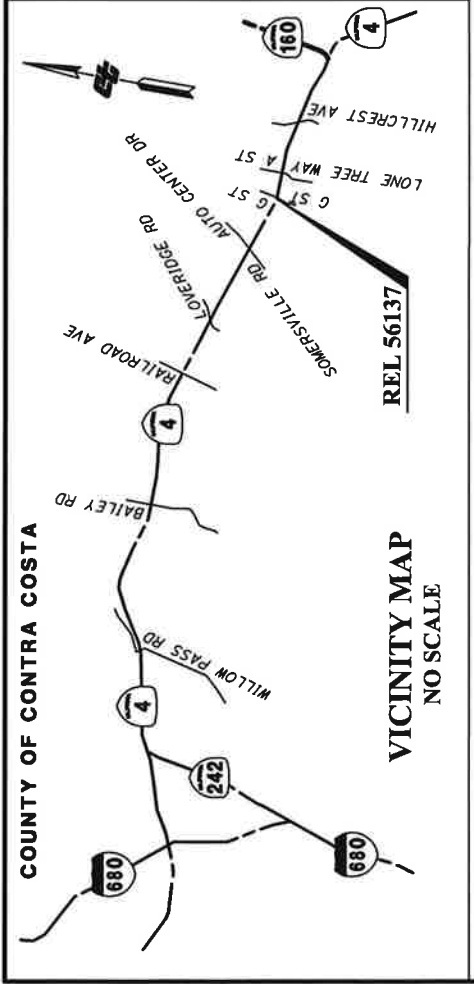 COUNTY OF CONTRA COSTA
680
242
680
4
WILLOW PASS RD
BAILEY RD
4
RAILROAD AVE
LOVERIDGE RD
SOMERSVILLE RD
AUTO CENTER DR
G ST
G ST
LONE TREE WAY
A ST
HILLCREST AVE
160
4
REL 56137
VICINITY MAP
NO SCALE